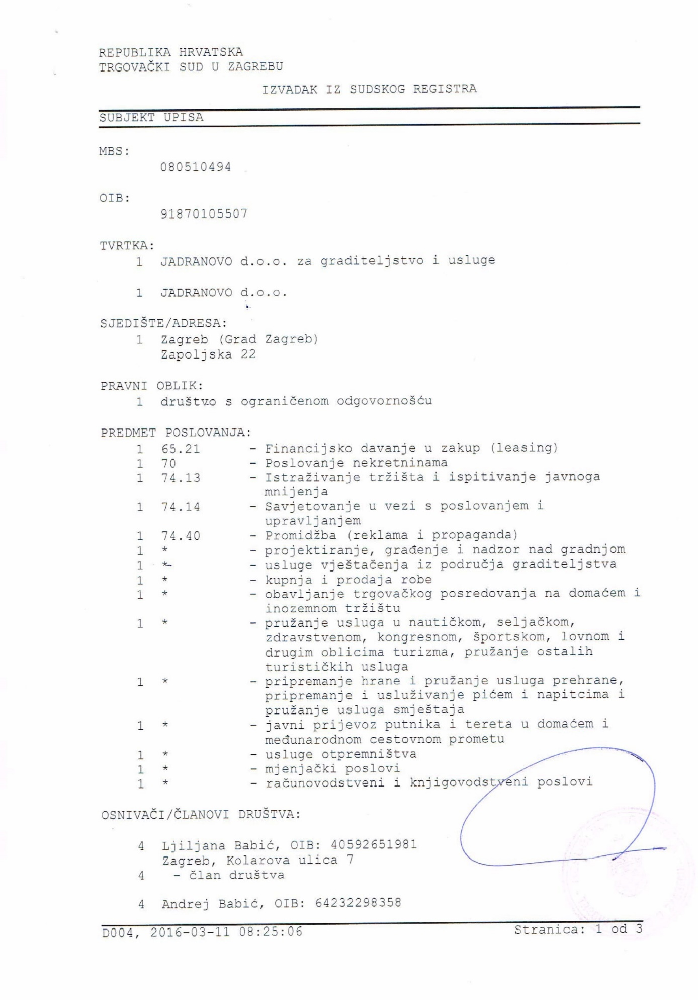 REPUBLIKA HRVATSKA
TRGOVAČKI SUD U ZAGREBU
IZVADAK IZ SUDSKOG REGISTRA
SUBJEKT UPISA
MBS:
080510494
OIB:
91870105507
TVRTKA:
1 JADRANOVO d.o.o. za graditeljstvo i usluge
1 JADRANOVO d.o.o.
SJEDIŠTE/ADRESA:
1 Zagreb (Grad Zagreb)
Zapoljska 22
PRAVNI OBLIK:
1 društvo s ograničenom odgovornošću
PREDMET POSLOVANJA:
1 65.21 - Financijsko davanje u zakup (leasing)
1 70 - Poslovanje nekretninama
1 74.13 - Istraživanje tržišta i ispitivanje javnoga
mnijenja
1 74.14 - Savjetovanje u vezi s poslovanjem i
upravljanjem
1 74.40 - Promidžba (reklama i propaganda)
1 * - projektiranje, građenje i nadzor nad gradnjom
1 * - usluge vještačenja iz područja graditeljstva
1 * - kupnja i prodaja robe
1 * - obavljanje trgovačkog posredovanja na domaćem i
inozemnom tržištu
1 * - pružanje usluga u nautičkom, seljačkom,
zdravstvenom, kongresnom, športskom, lovnom i
drugim oblicima turizma, pružanje ostalih
turističkih usluga
1 * - pripremanje hrane i pružanje usluga prehrane,
pripremanje i usluživanje pićem i napitcima i
pružanje usluga smještaja
1 * - javni prijevoz putnika i tereta u domaćem i
međunarodnom cestovnom prometu
1 * - usluge otpremništva
1 * - mjenjački poslovi
1 * - računovodstveni i knjigovodstveni poslovi
OSNIVAČI/ČLANOVI DRUŠTVA:
4 Ljiljana Babić, OIB: 40592651981
Zagreb, Kolarova ulica 7
4 - član društva
4 Andrej Babić, OIB: 64232298358
D004, 2016-03-11 08:25:06 Stranica: 1 od 3